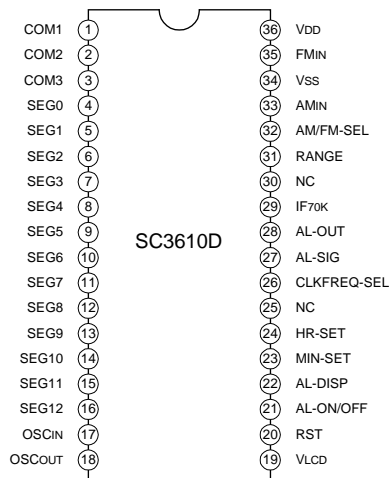 COM1 1 36 VDD
COM2 2 35 FMIN
COM3 3 34 VSS
SEG0 4 33 AMIN
SEG1 5 32 AM/FM-SEL
SEG2 6 31 RANGE
SEG3 7 30 NC
SEG4 8 29 IF70K
SEG5 9 28 AL-OUT
SC3610D
SEG6 10 27 AL-SIG
SEG7 11 26 CLKFREQ-SEL
SEG8 12 25 NC
SEG9 13 24 HR-SET
SEG10 14 23 MIN-SET
SEG11 15 22 AL-DISP
SEG12 16 21 AL-ON/OFF
OSCIN 17 20 RST
OSCOUT 18 19 VLCD